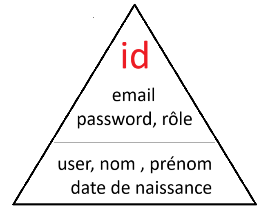 id
email
password, rôle
user, nom , prénom
date de naissance